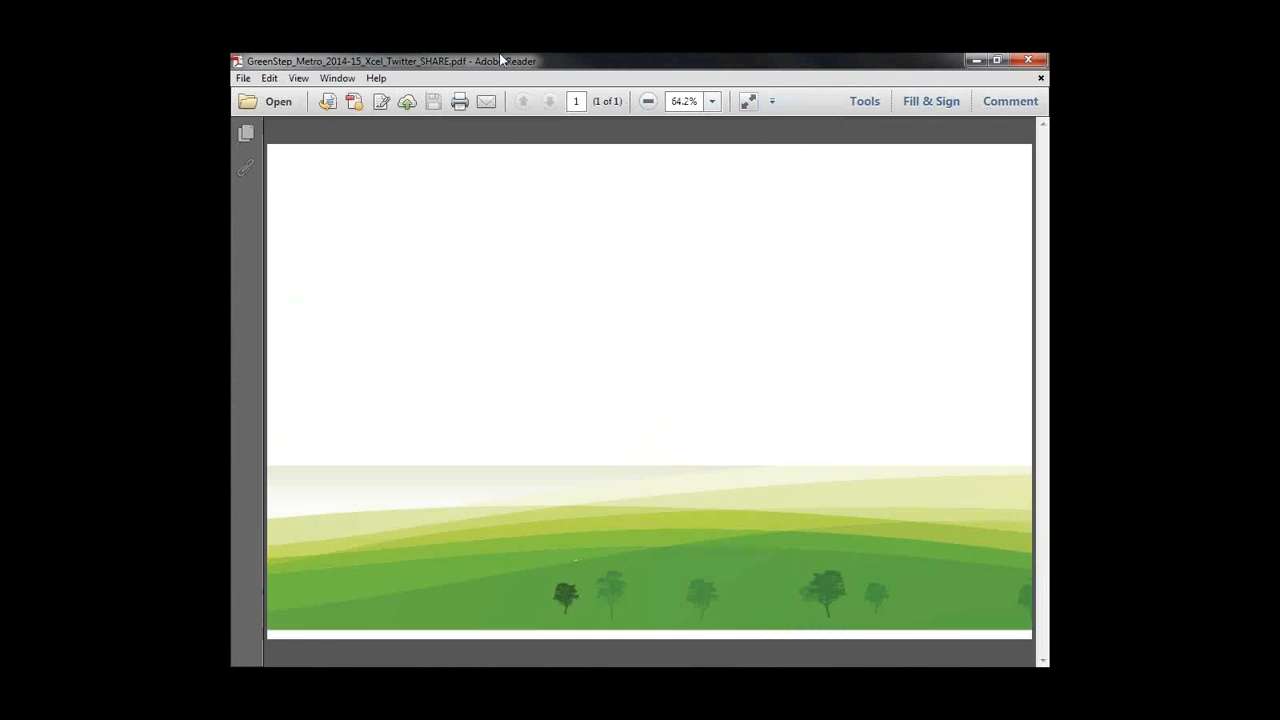 GreenStep_Metro_2014-15_Xcel_Twitter_SHARE.pdf - Adobe Reader
File Edit View Window Help
Open 1 (1 of 1) 64.2% Tools Fill & Sign Comment